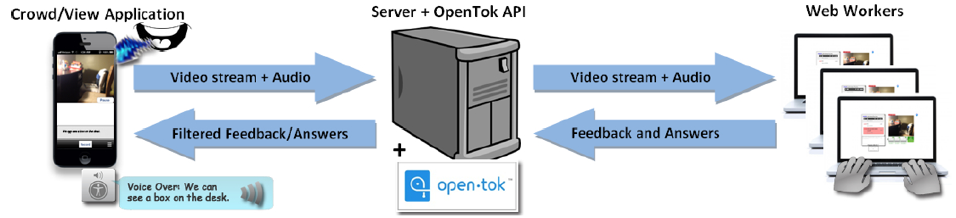 Crowd/View Application
Server + OpenTok API
Web Workers
Video stream + Audio
Video stream + Audio
Filtered Feedback/Answers
Feedback and Answers
+
open•tok™
Voice Over: We can
see a box on the desk.